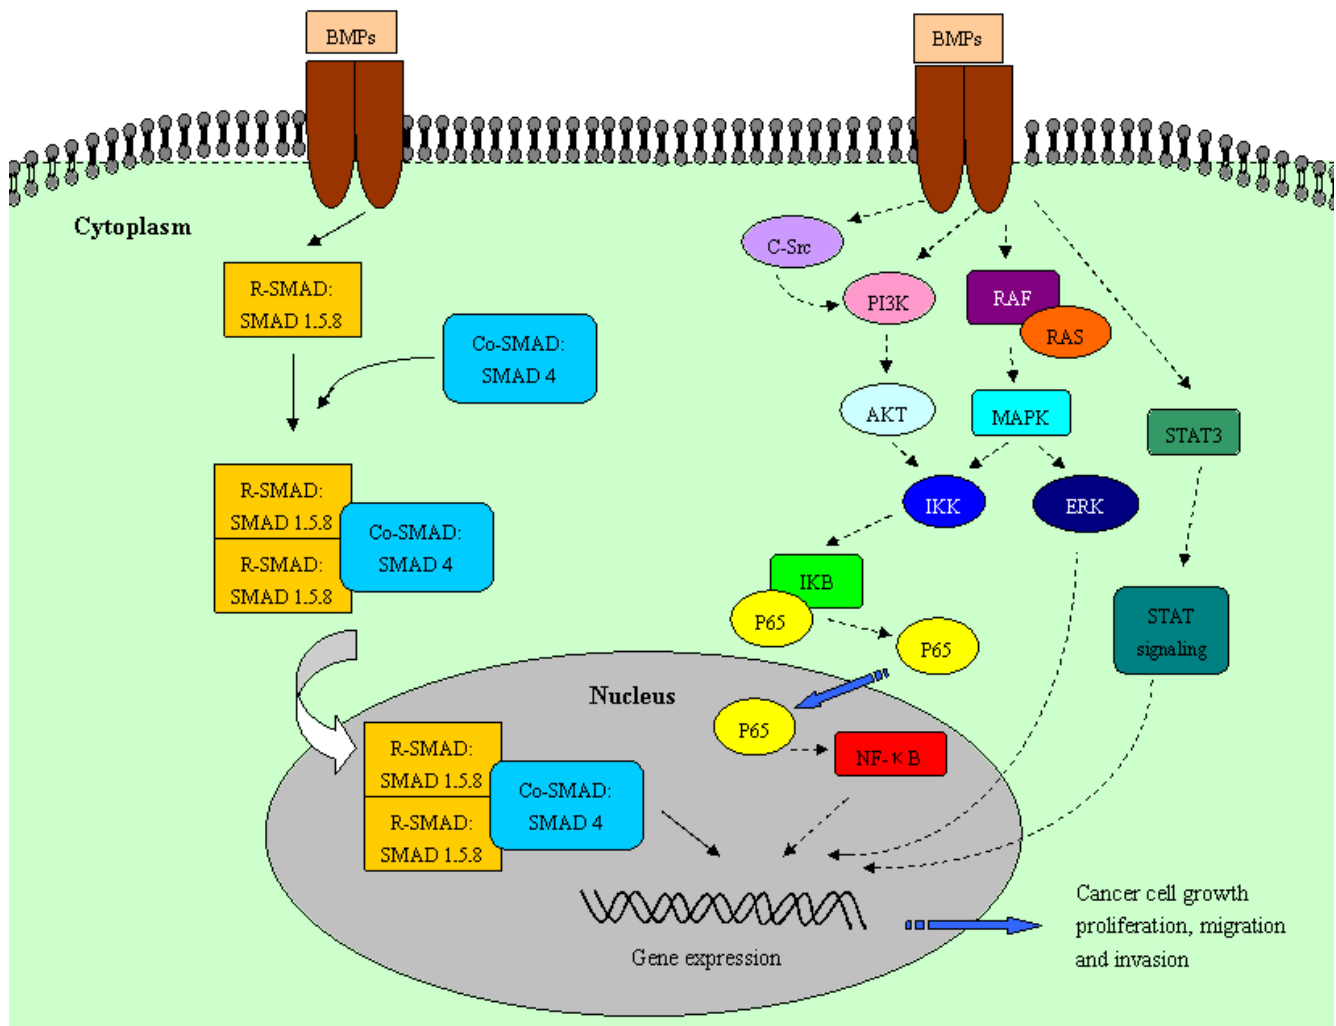 BMPs
BMPs
Cytoplasm
C-Src
R-SMAD:
SMAD 1.5.8
PI3K
RAF
RAS
Co-SMAD:
SMAD 4
AKT
MAPK
STAT3
R-SMAD:
SMAD 1.5.8
R-SMAD:
SMAD 1.5.8
Co-SMAD:
SMAD 4
IKK
ERK
IKB
P65
P65
STAT
signaling
Nucleus
P65
NF-κB
R-SMAD:
SMAD 1.5.8
R-SMAD:
SMAD 1.5.8
Co-SMAD:
SMAD 4
Gene expression
Cancer cell growth
proliferation, migration
and invasion